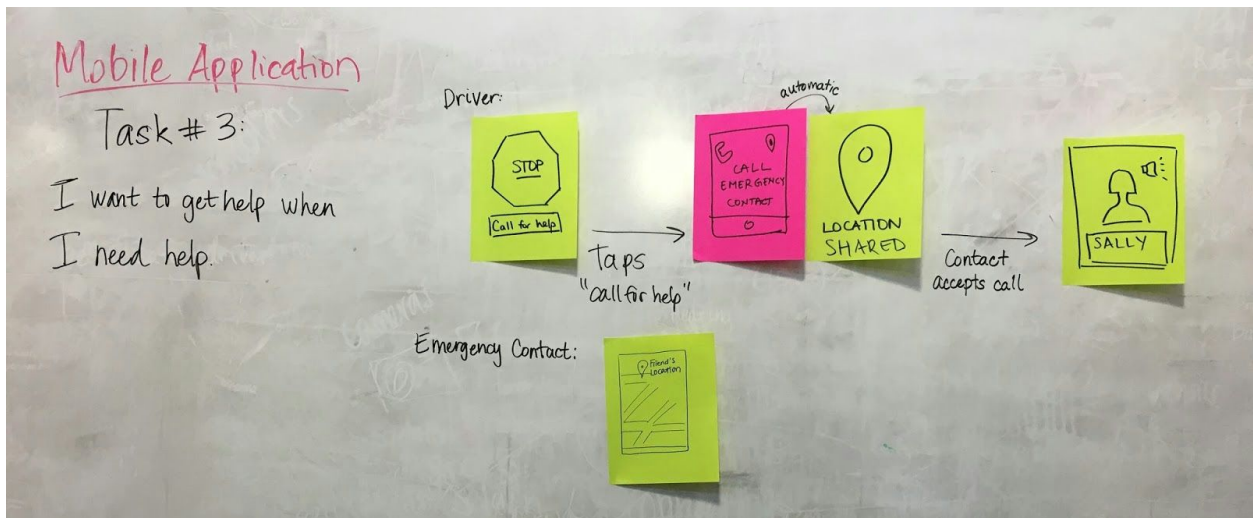 Mobile Application
Task # 3:
I want to get help when
I need help.
Driver:
STOP
Call for help
Taps
"call for help"
CALL
EMERGENCY
CONTACT
automatic
LOCATION
SHARED
Contact
accepts call
SALLY
Emergency Contact:
Friend's
Location